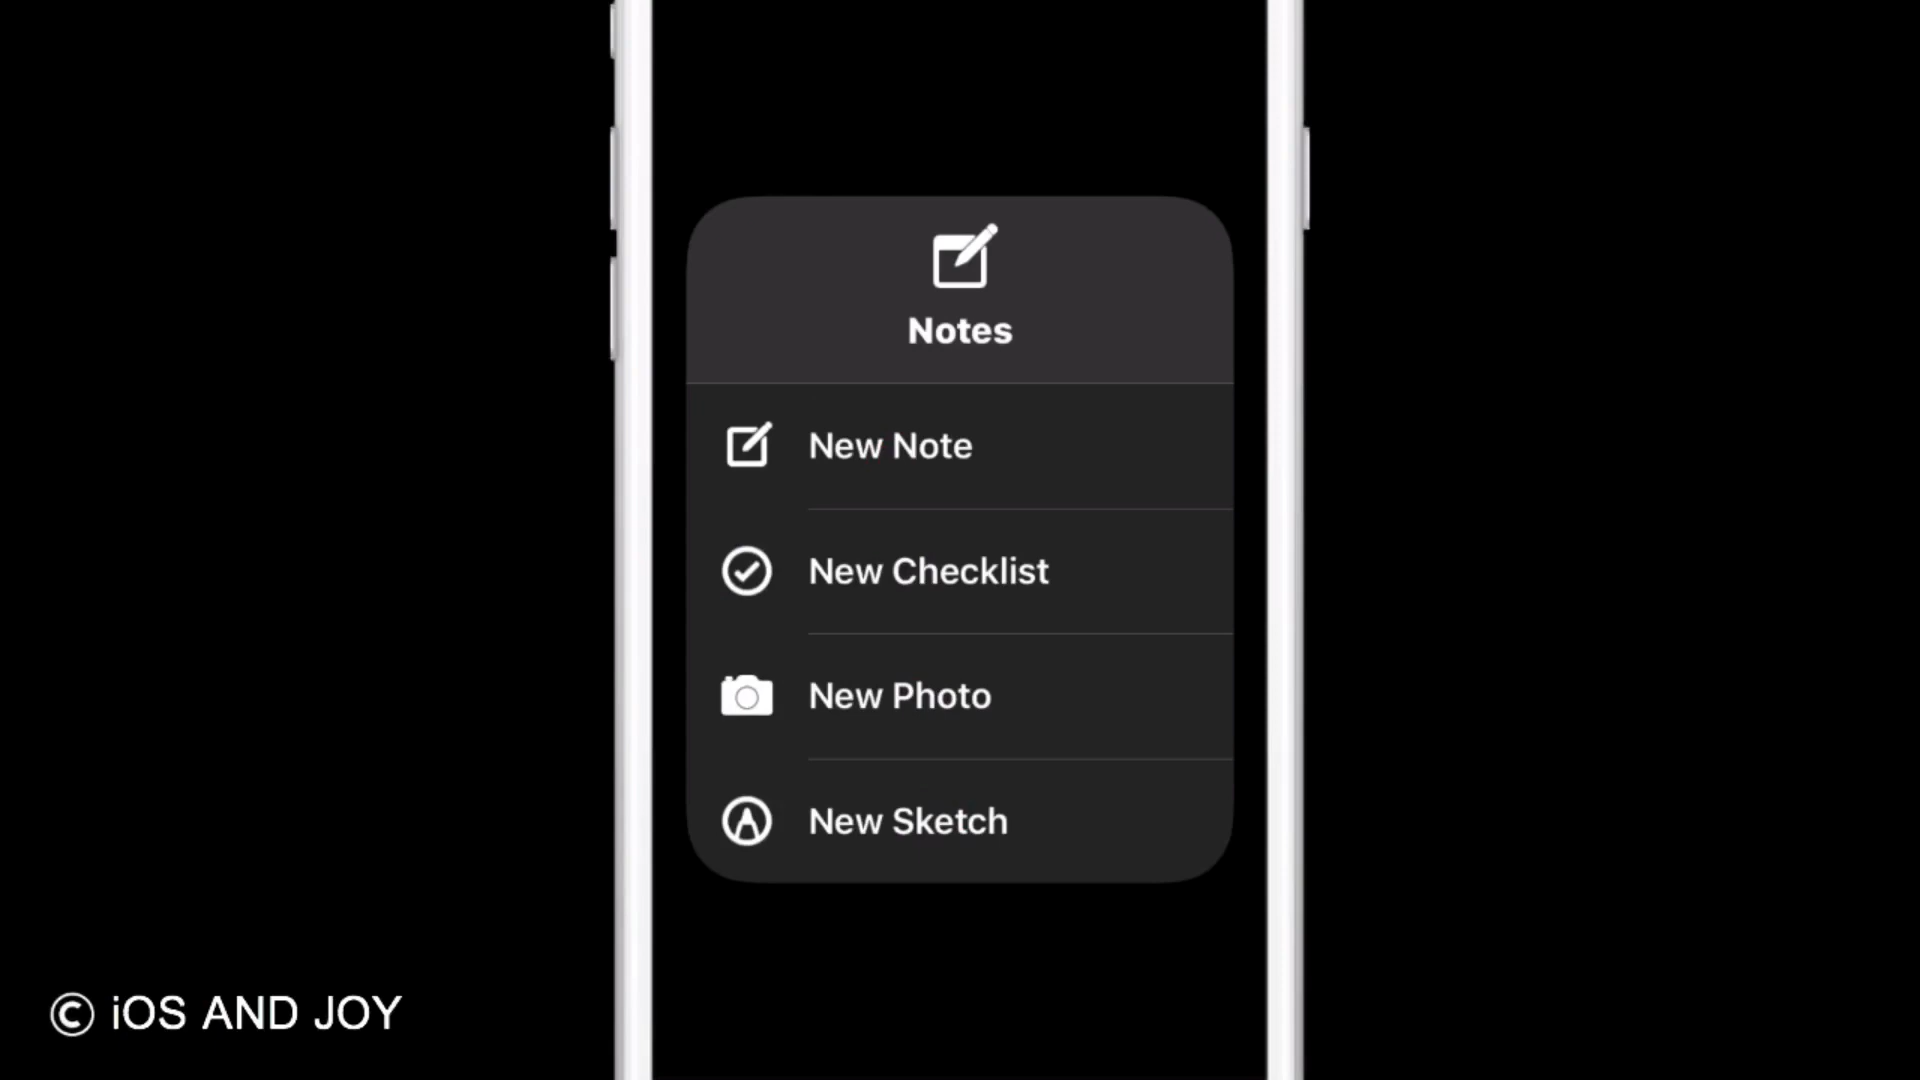 Notes
New Note
New Checklist
New Photo
New Sketch
© iOS AND JOY